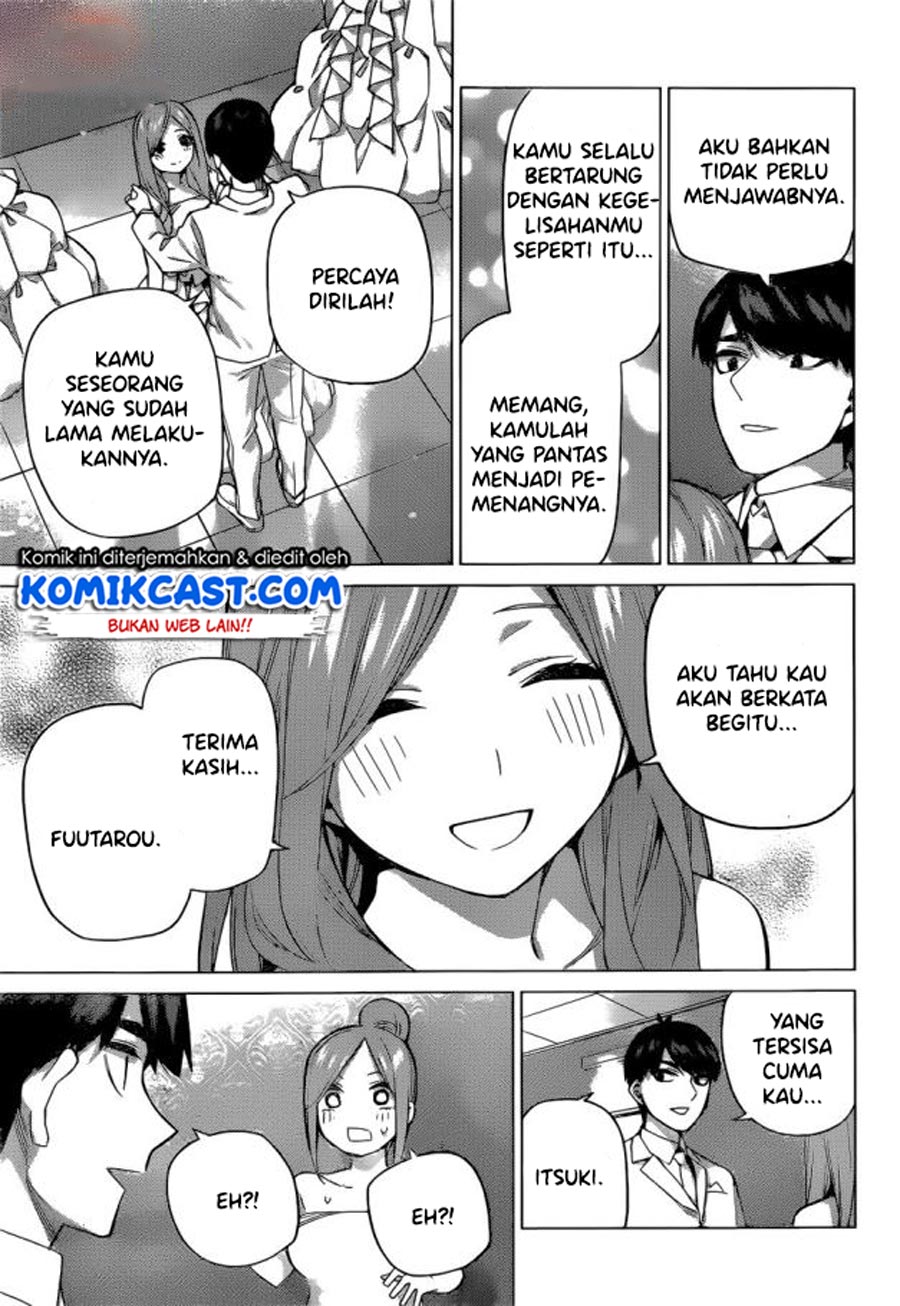 AKU BAHKAN
TIDAK PERLU
MENJAWABNYA.
KAMU SELALU
BERTARUNG
DENGAN KEGE-
LISAHANMU
SEPERTI ITU...
MEMANG,
KAMULAH
YANG PANTAS
MENJADI PE-
MENANGNYA.
PERCAYA
DIRILAH!
KAMU
SESEORANG
YANG SUDAH
LAMA MELAKU-
KANNYA.
Komik ini diterjemahkan & diedit oleh
KOMIKCAST.COM
BUKAN WEB LAIN!!
AKU TAHU KAU
AKAN BERKATA
BEGITU...
TERIMA
KASIH...
FUUTAROU.
YANG
TERSISA
CUMA
KAU...
ITSUKI.
EH?!
EH?!